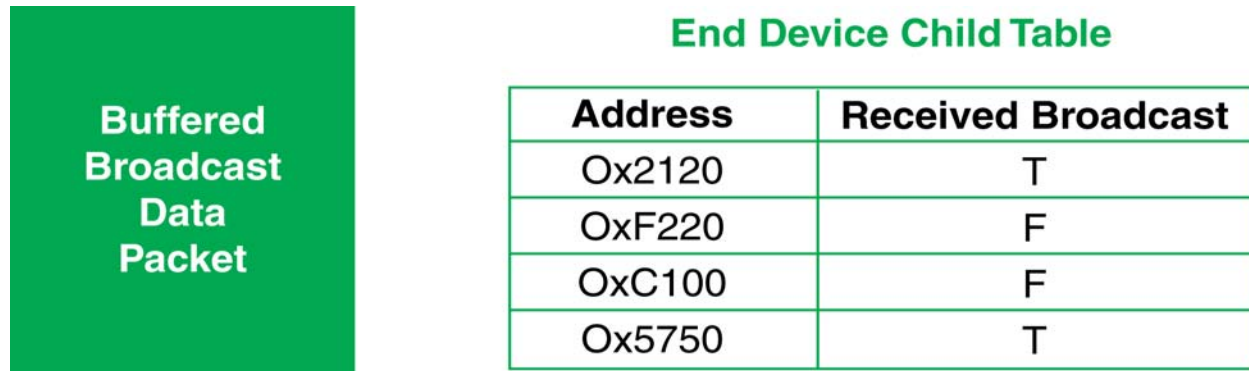 Buffered
Broadcast
Data
Packet
End Device Child Table
Address Received Broadcast
Ox2120 T
OxF220 F
OxC100 F
Ox5750 T